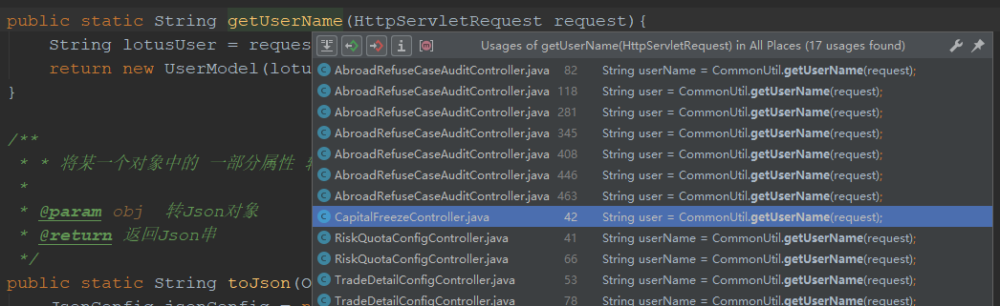 public static String getUserName(HttpServletRequest request){
String lotusUser = reques
return new UserModel(lotu
}
/**
* * 将某一个对象中的 一部分属性
*
* @param obj 转Json对象
* @return 返回Json串
*/
public static String toJson(O
JsonConfig jsonConfig =
Usages of getUserName(HttpServletRequest) in All Places (17 usages found)
AbroadRefuseCaseAuditController.java 82 String userName = CommonUtil.getUserName(request);
AbroadRefuseCaseAuditController.java 118 String user = CommonUtil.getUserName(request);
AbroadRefuseCaseAuditController.java 281 String user = CommonUtil.getUserName(request);
AbroadRefuseCaseAuditController.java 345 String user = CommonUtil.getUserName(request);
AbroadRefuseCaseAuditController.java 408 String user = CommonUtil.getUserName(request);
AbroadRefuseCaseAuditController.java 446 String user = CommonUtil.getUserName(request);
AbroadRefuseCaseAuditController.java 463 String user = CommonUtil.getUserName(request);
CapitalFreezeController.java 42 String user = CommonUtil.getUserName(request);
RiskQuotaConfigController.java 41 String userName = CommonUtil.getUserName(request);
RiskQuotaConfigController.java 66 String userName = CommonUtil.getUserName(request);
TradeDetailConfigController.java 53 String userName = CommonUtil.getUserName(request);
TradeDetailConfigController.java 78 String userName = CommonUtil.getUserName(request);